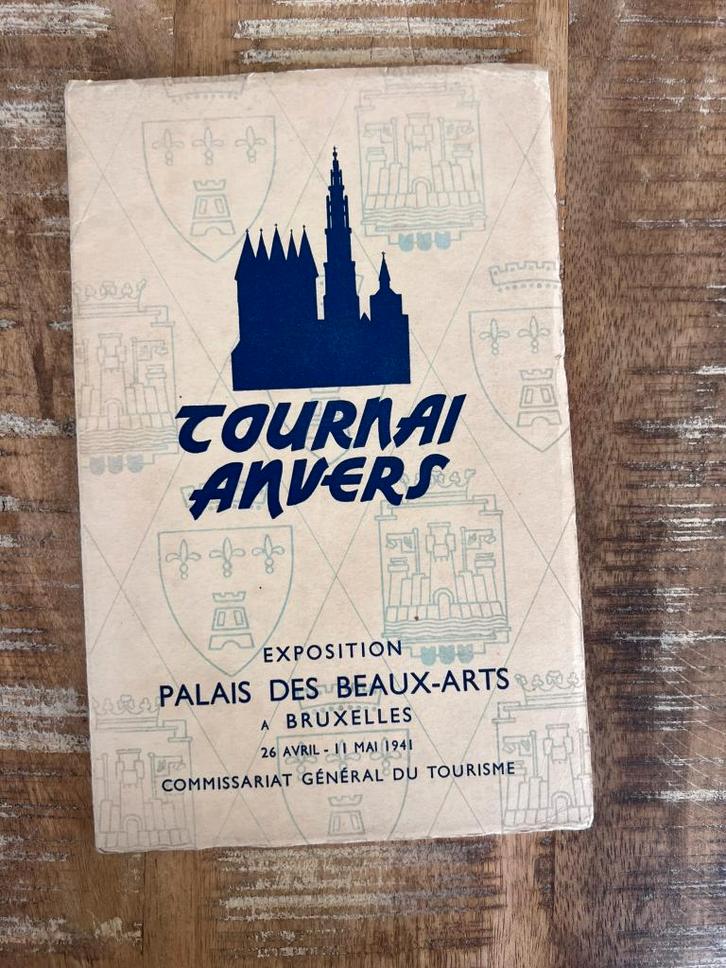 TOURNAI
ANVERS
EXPOSITION
PALAIS DES BEAUX-ARTS
A BRUXELLES
26 AVRIL - 11 MAI 1941
COMMISSARIAT GÉNÉRAL DU TOURISME